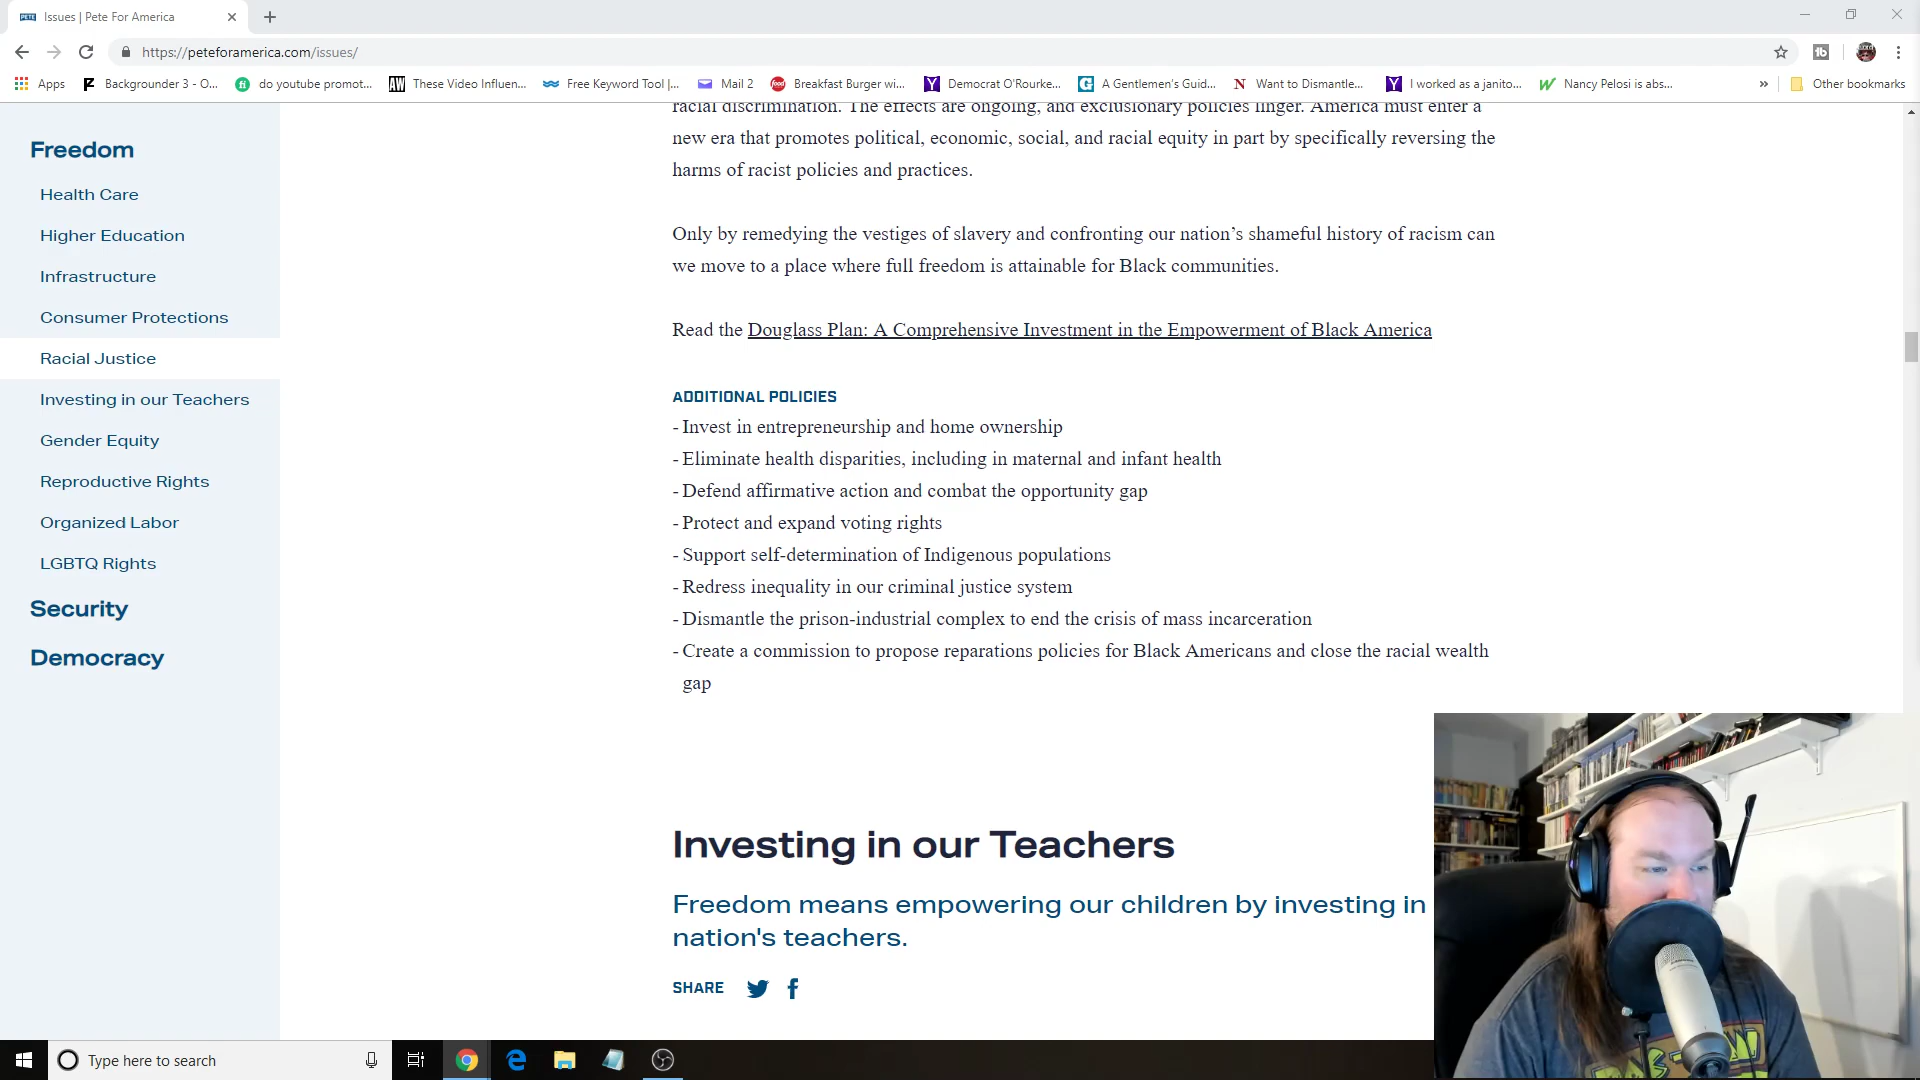 PETE Issues | Pete For America
https://peteforamerica.com/issues/
Apps Backgrounder 3 - O... do youtube promot... AW These Video Influen... Free Keyword Tool |... Mail 2 Breakfast Burger wi... Democrat O'Rourke... A Gentlemen's Guid... Want to Dismantle... I worked as a janito... Nancy Pelosi is abs... » Other bookmarks
Freedom
Health Care
Higher Education
Infrastructure
Consumer Protections
Racial Justice
Investing in our Teachers
Gender Equity
Reproductive Rights
Organized Labor
LGBTQ Rights
Security
Democracy
racial discrimination. The effects are ongoing, and exclusionary policies linger. America must enter a
new era that promotes political, economic, social, and racial equity in part by specifically reversing the
harms of racist policies and practices.
Only by remedying the vestiges of slavery and confronting our nation’s shameful history of racism can
we move to a place where full freedom is attainable for Black communities.
Read the Douglass Plan: A Comprehensive Investment in the Empowerment of Black America
ADDITIONAL POLICIES
- Invest in entrepreneurship and home ownership
- Eliminate health disparities, including in maternal and infant health
- Defend affirmative action and combat the opportunity gap
- Protect and expand voting rights
- Support self-determination of Indigenous populations
- Redress inequality in our criminal justice system
- Dismantle the prison-industrial complex to end the crisis of mass incarceration
- Create a commission to propose reparations policies for Black Americans and close the racial wealth
gap
Investing in our Teachers
Freedom means empowering our children by investing in
nation's teachers.
SHARE
Type here to search